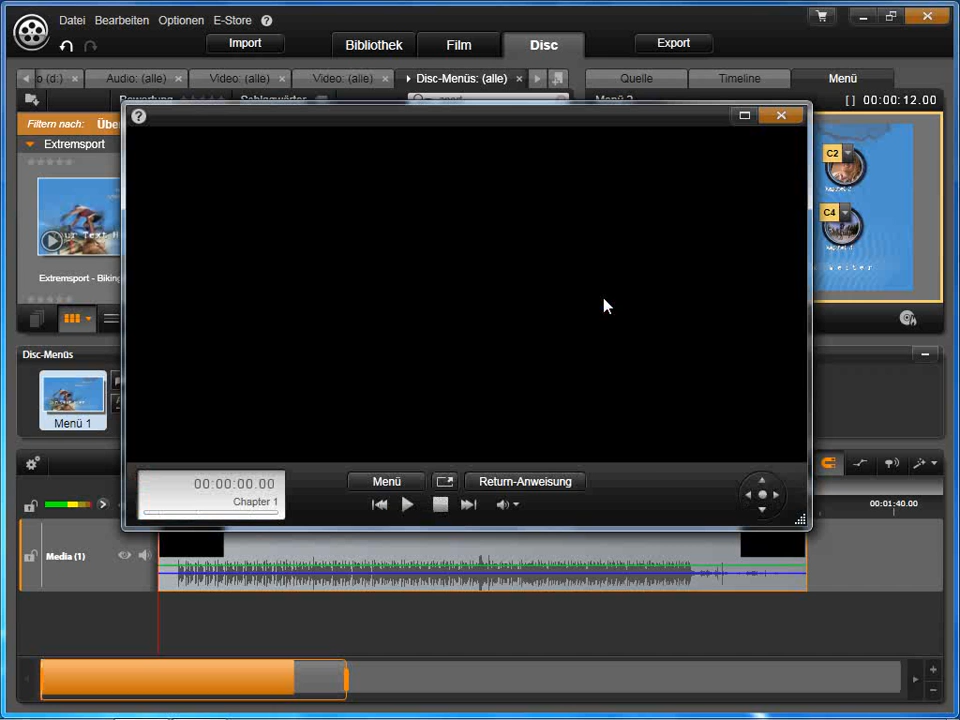 Datei Bearbeiten Optionen E-Store ?
Import
Bibliothek
Film
Disc
Export
o (d:)
Audio: (alle)
Video: (alle)
Video: (alle)
Disc-Menüs: (alle)
Quelle
Timeline
Menü
[ ] 00:00:12.00
Filtern nach: Übe
Extremsport
C2
C4
weiter
Extremsport - Biking
Disc-Menüs
Menü 1
?
00:00:00.00
Chapter 1
Menü
Return-Anweisung
00:01:40.00
Media (1)